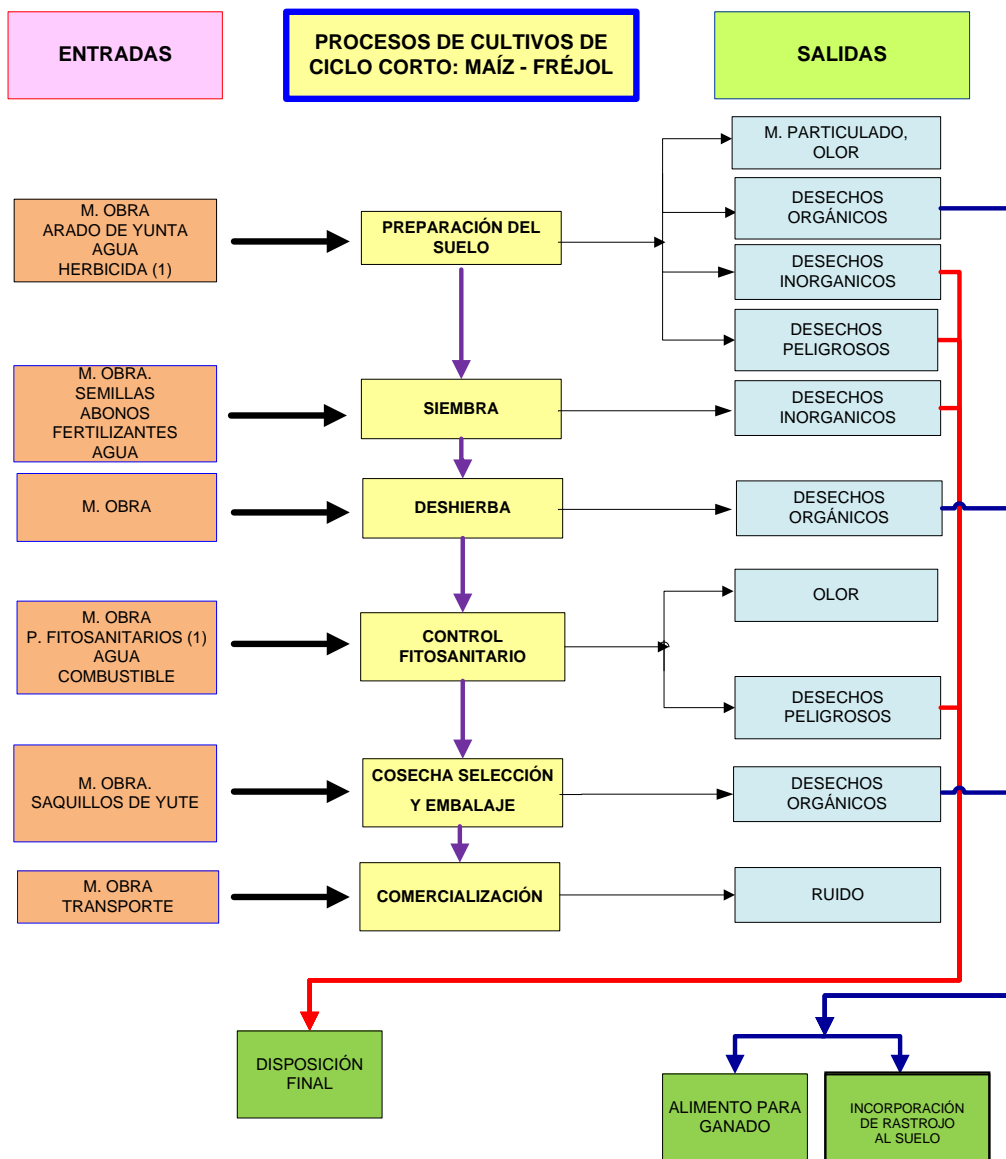 ENTRADAS
PROCESOS DE CULTIVOS DE
CICLO CORTO: MAÍZ - FRÉJOL
SALIDAS
M. OBRA
ARADO DE YUNTA
AGUA
HERBICIDA (1)
PREPARACIÓN DEL
SUELO
M. PARTICULADO,
OLOR
DESECHOS
ORGÁNICOS
DESECHOS
INORGANICOS
DESECHOS
PELIGROSOS
M. OBRA.
SEMILLAS
ABONOS
FERTILIZANTES
AGUA
SIEMBRA
DESECHOS
INORGANICOS
M. OBRA
DESHIERBA
DESECHOS
ORGÁNICOS
M. OBRA
P. FITOSANITARIOS (1)
AGUA
COMBUSTIBLE
CONTROL
FITOSANITARIO
OLOR
DESECHOS
PELIGROSOS
M. OBRA.
SAQUILLOS DE YUTE
COSECHA SELECCIÓN
Y EMBALAJE
DESECHOS
ORGÁNICOS
M. OBRA
TRANSPORTE
COMERCIALIZACIÓN
RUIDO
DISPOSICIÓN
FINAL
ALIMENTO PARA
GANADO
INCORPORACIÓN
DE RASTROJO
AL SUELO